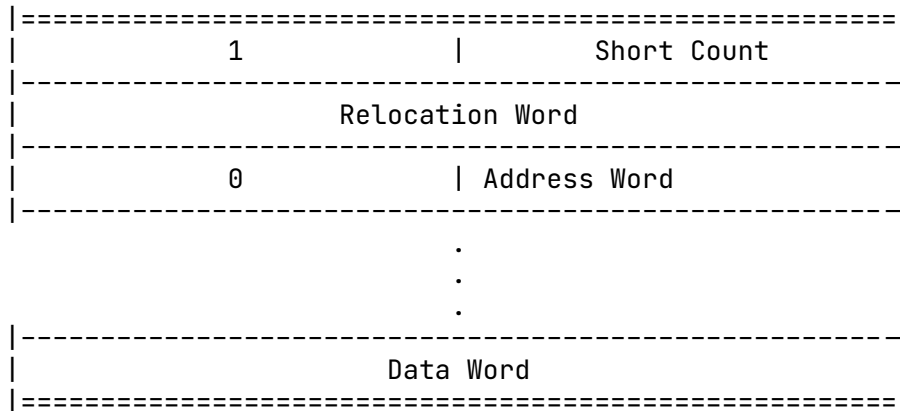 |=======================================================
| 1 | Short Count
|-------------------------------------------------------
| Relocation Word
|-------------------------------------------------------
| 0 | Address Word
|-------------------------------------------------------
.
.
.
|-------------------------------------------------------
| Data Word
|=======================================================